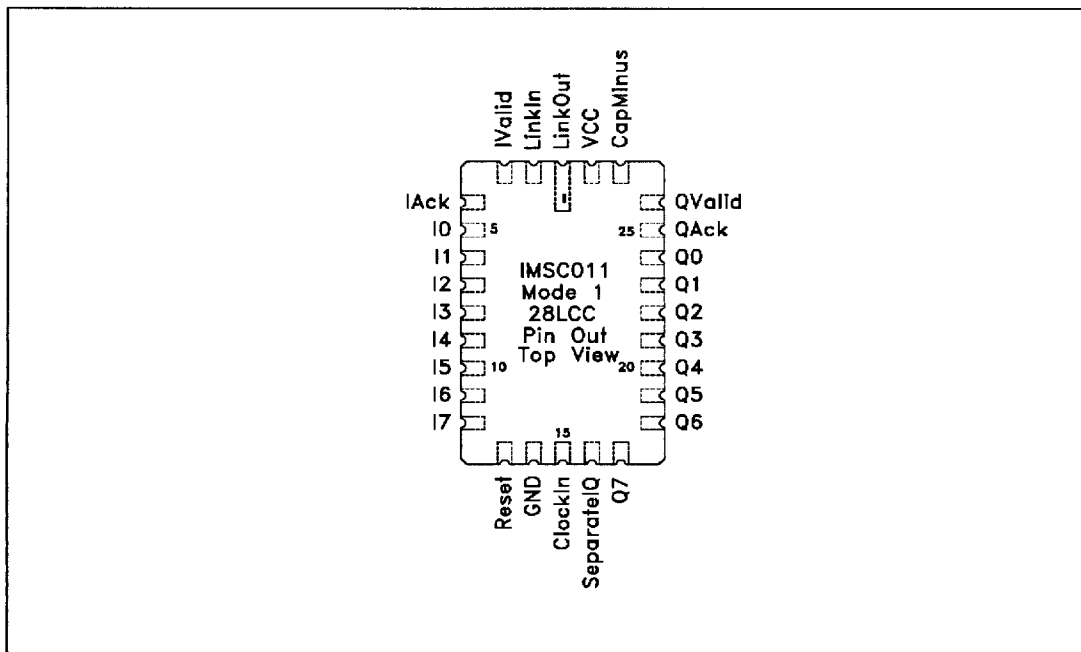 IValid
LinkIn
LinkOut
VCC
CapMinus
1
IAck
QValid
I0
5
25
QAck
I1
Q0
I2
Q1
I3
Q2
I4
Q3
I5
10
20
Q4
I6
Q5
I7
Q6
IMSC011
Mode 1
28LCC
Pin Out
Top View
15
Reset
GND
ClockIn
SeparateIQ
Q7